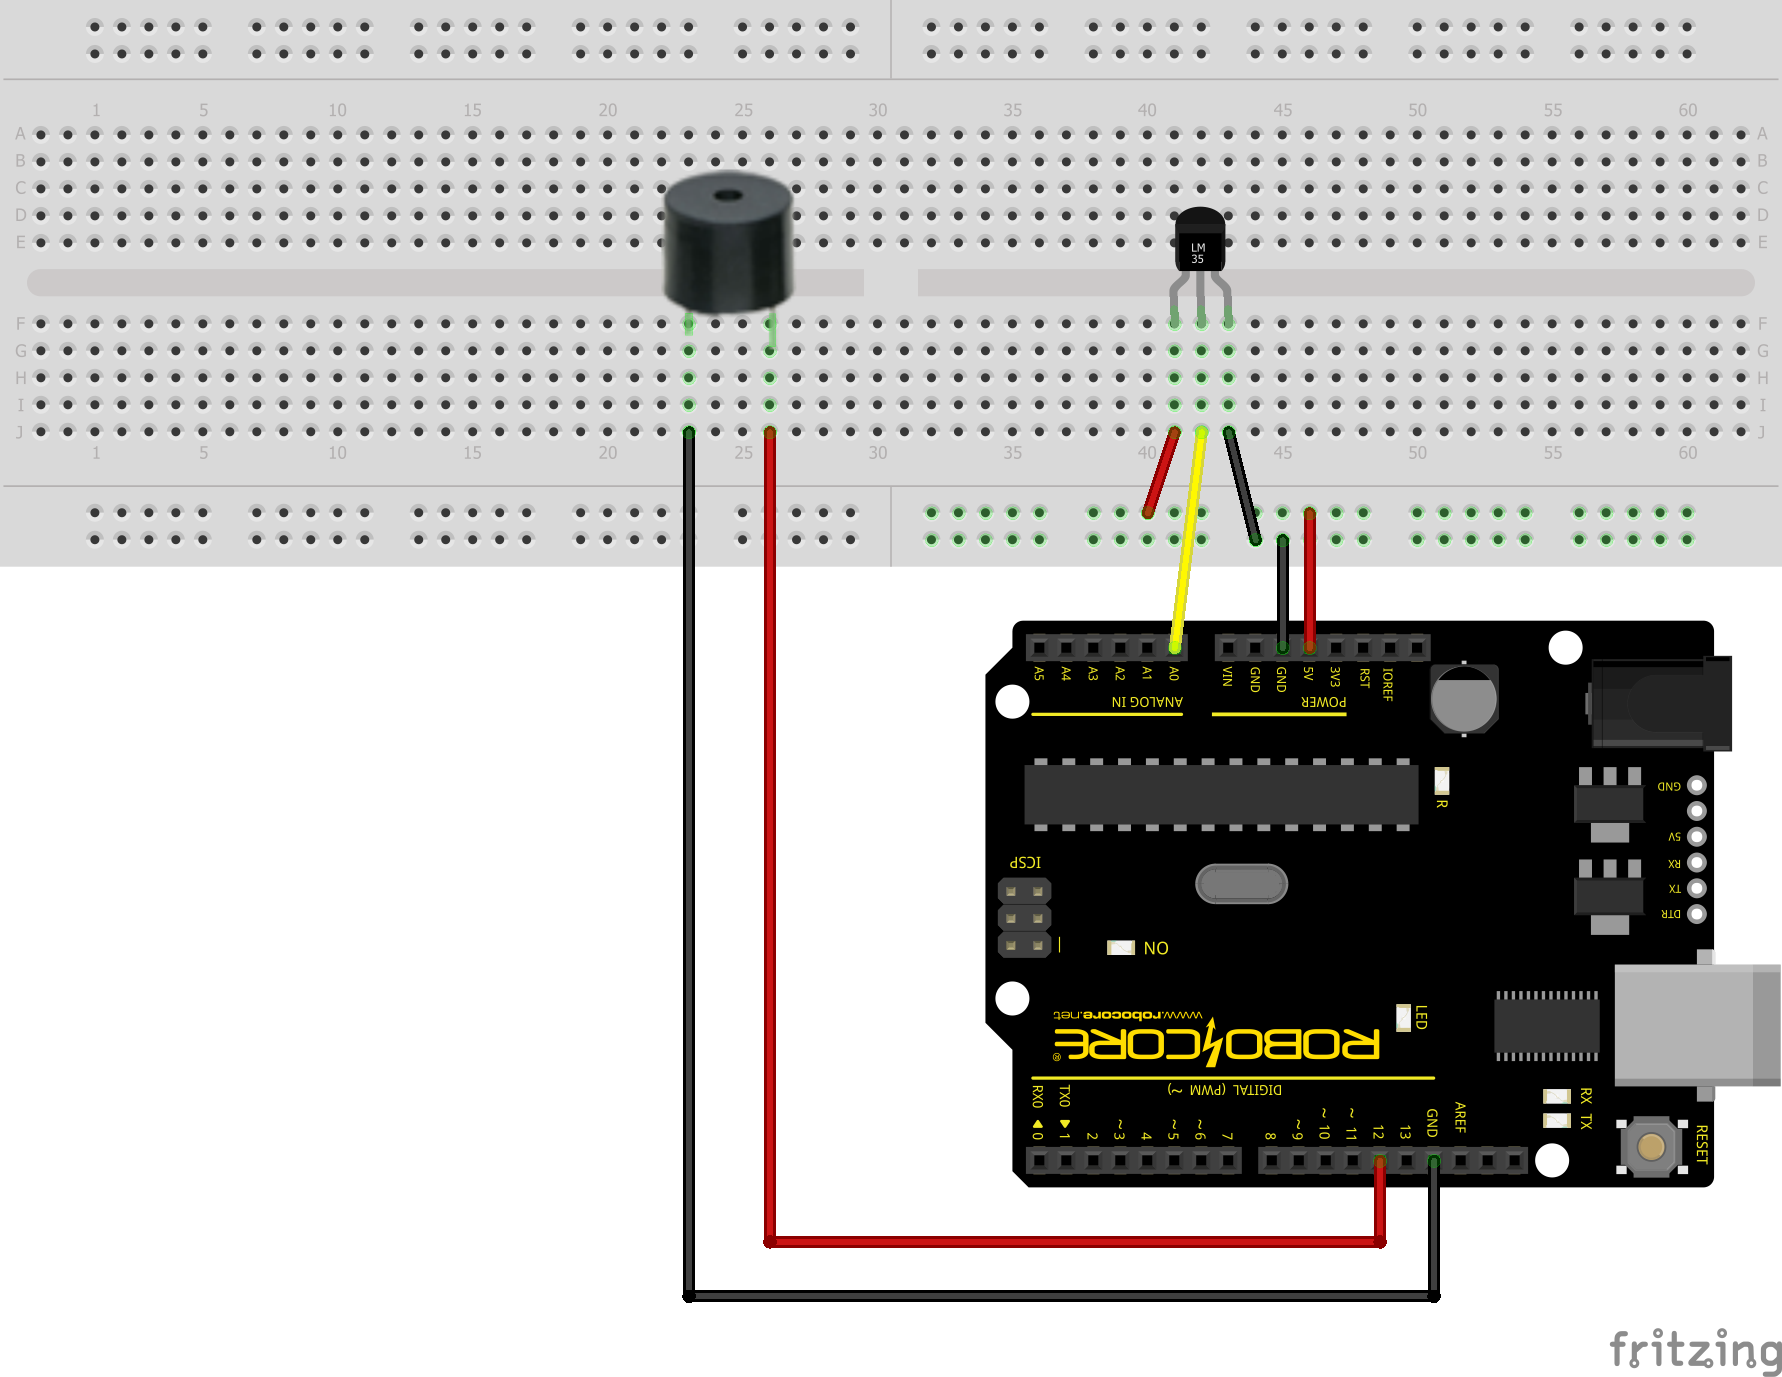 1 5 10 15 20 25 30 35 40 45 50 55 60
A A
B B
C C
D D
E E
LM
35
F F
G G
H H
I I
J J
1 5 10 15 20 25 30 35 40 45 50 55 60
A5 A4 A3 A2 A1 A0 VIN GND GND 5V 3V3 RST IOREF
ANALOG IN POWER
R
GND
5V
RX
TX
DTR
ICSP
ON
LED
www.robocore.net
ROBOCORE®
DIGITAL (PWM ~)
RX0 TX0
0 1 2 ~3 4 ~5 ~6 7 8 ~9 ~10 ~11 12 13 GND AREF
RX
TX
RESET
fritzing